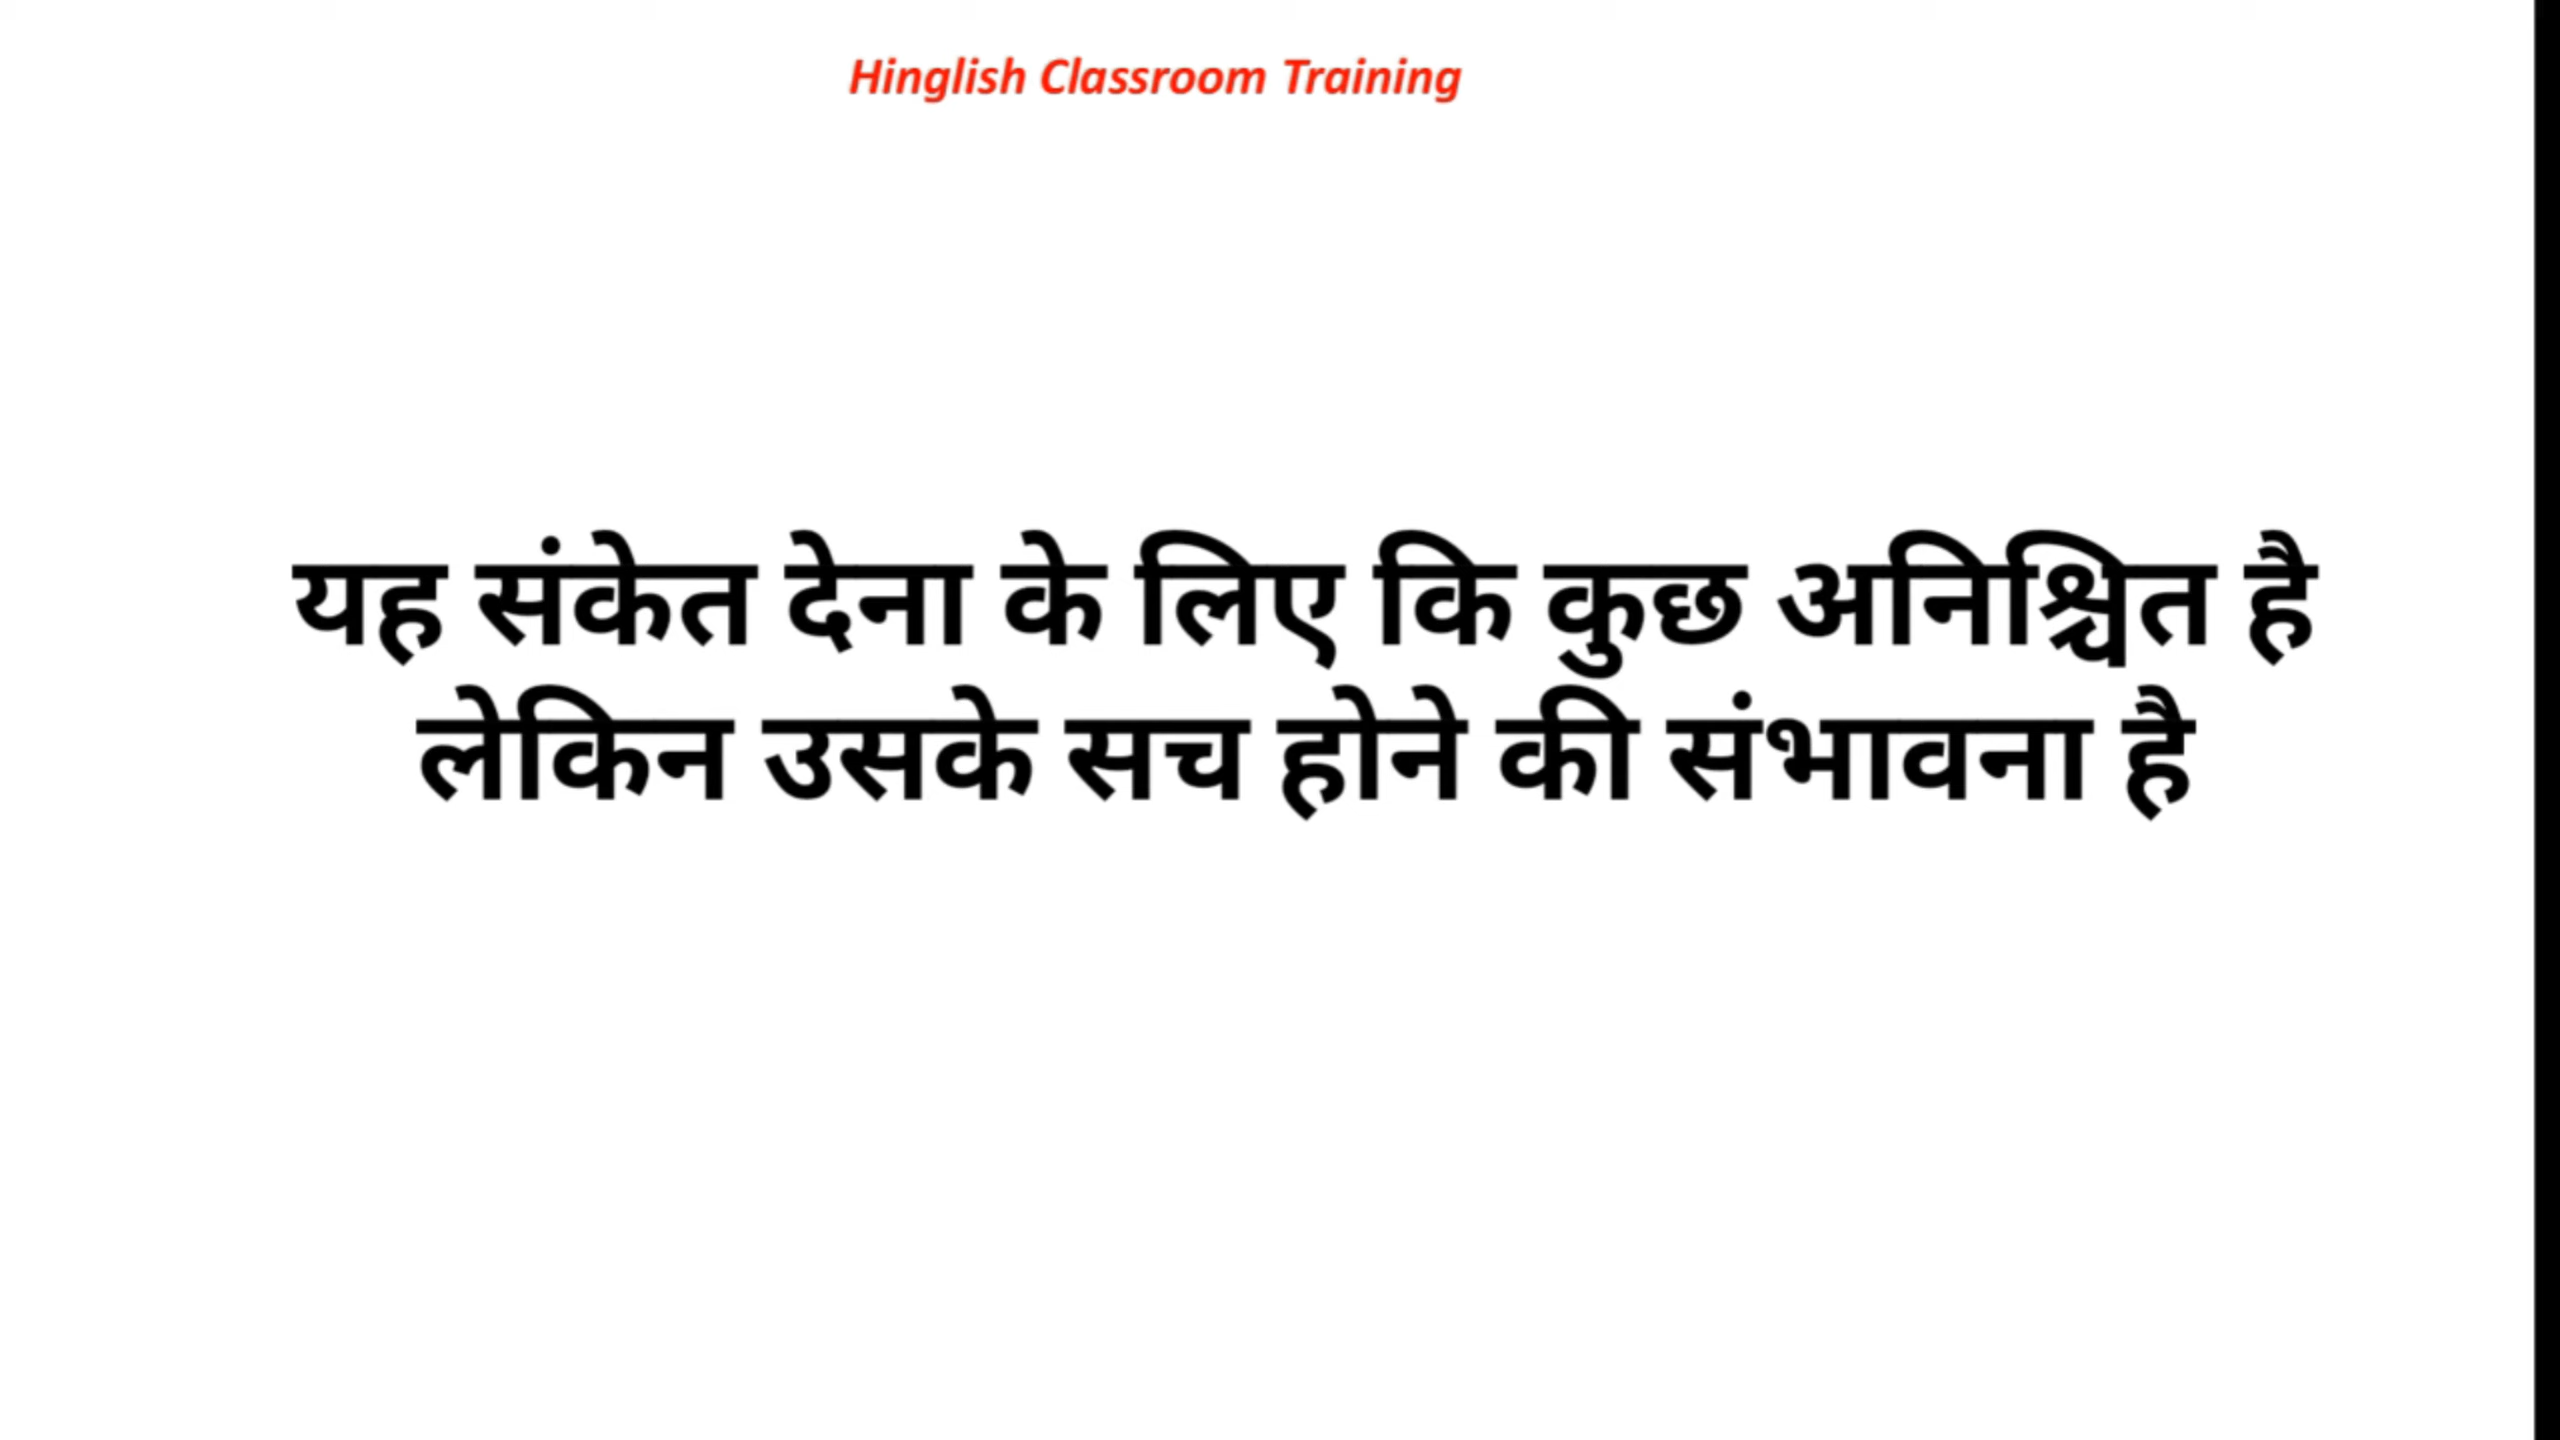 Hinglish Classroom Training
यह संकेत देना के लिए कि कुछ अनिश्चित है
लेकिन उसके सच होने की संभावना है